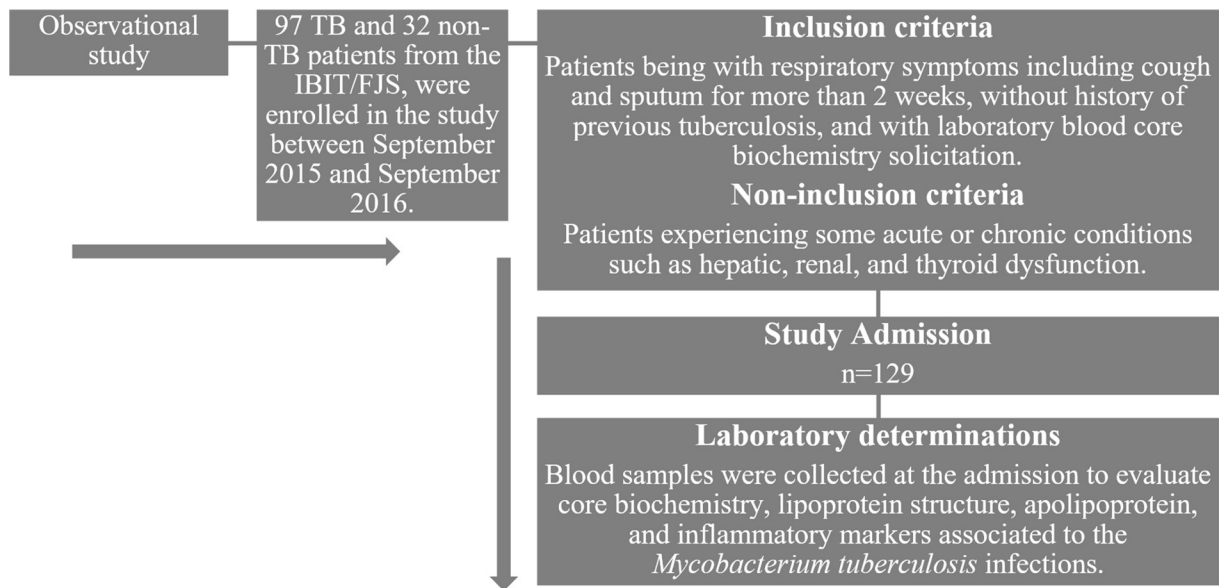 Observational
study
97 TB and 32 non-
TB patients from the
IBIT/FJS, were
enrolled in the study
between September
2015 and September
2016.
Inclusion criteria
Patients being with respiratory symptoms including cough
and sputum for more than 2 weeks, without history of
previous tuberculosis, and with laboratory blood core
biochemistry solicitation.
Non-inclusion criteria
Patients experiencing some acute or chronic conditions
such as hepatic, renal, and thyroid dysfunction.
Study Admission
n=129
Laboratory determinations
Blood samples were collected at the admission to evaluate
core biochemistry, lipoprotein structure, apolipoprotein,
and inflammatory markers associated to the
Mycobacterium tuberculosis infections.